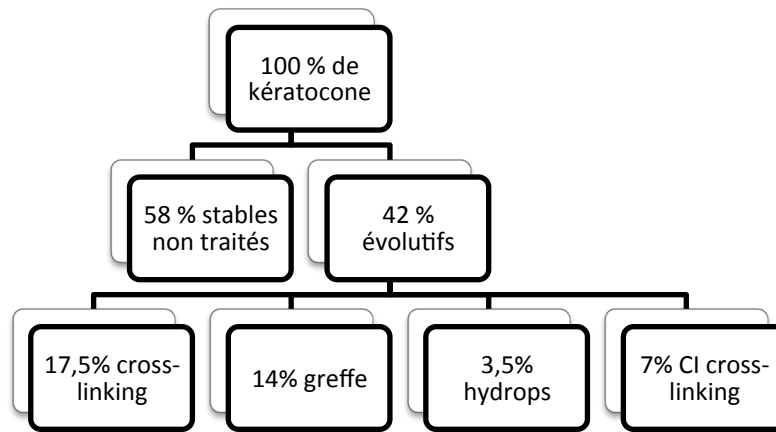 100 % de
kératocone
58 % stables
non traités
42 %
évolutifs
17,5% cross-
linking
14% greffe
3,5%
hydrops
7% CI cross-
linking